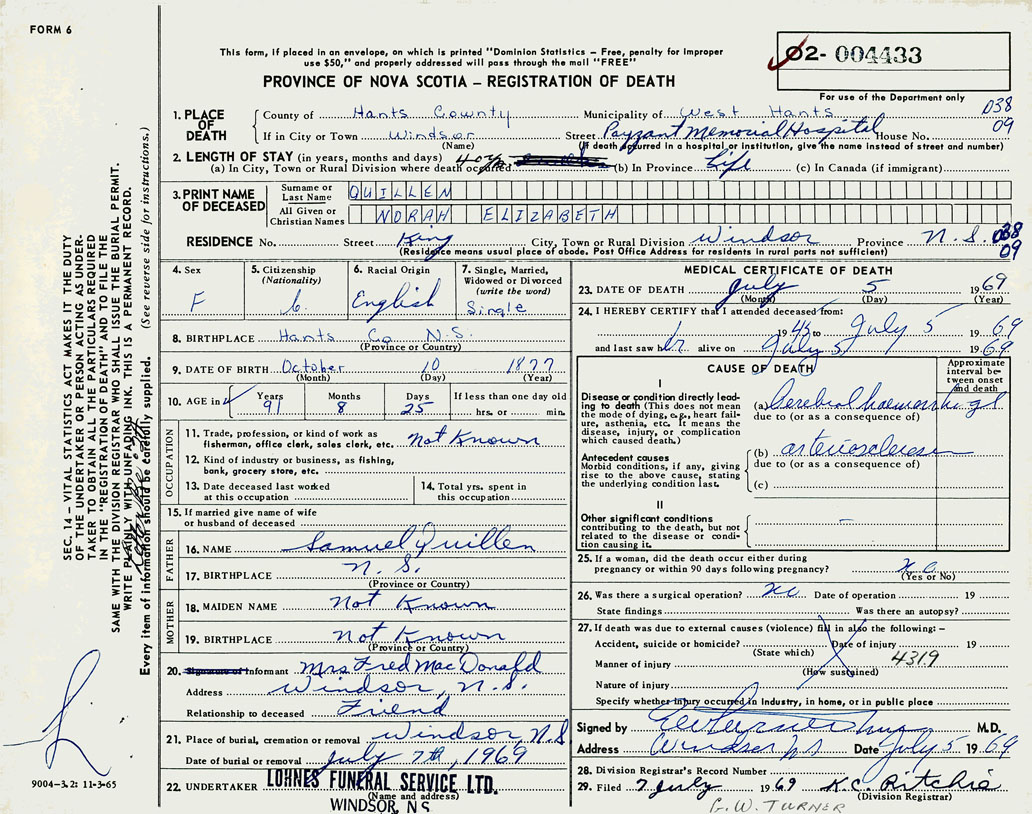 FORM 6
This form, if placed in an envelope, on which is printed "Dominion Statistics – Free, penalty for improper
use $50," and properly addressed will pass through the mail "FREE"
PROVINCE OF NOVA SCOTIA – REGISTRATION OF DEATH
02- 004433
For use of the Department only
1. PLACE OF DEATH
County of Hants County Municipality of West Hants 038
If in City or Town Windsor Street Payzant Memorial Hospital House No. 09
(Name) (If death occurred in a hospital or institution, give the name instead of street and number)
2. LENGTH OF STAY (in years, months and days) 40 yr.
(a) In City, Town or Rural Division where death occurred (b) In Province Life (c) In Canada (if immigrant)
3. PRINT NAME OF DECEASED
Surname or Last Name QUILLEN
All Given or Christian Names NORAH ELIZABETH
RESIDENCE No. Street King City, Town or Rural Division Windsor Province N.S. 038
(Residence means usual place of abode. Post Office Address for residents in rural parts not sufficient) 09
4. Sex F
5. Citizenship (Nationality) C.
6. Racial Origin English
7. Single, Married, Widowed or Divorced (write the word) Single
8. BIRTHPLACE Hants Co. N.S.
(Province or Country)
9. DATE OF BIRTH October 10 1877
(Month) (Day) (Year)
10. AGE in Years 91 Months 8 Days 25 If less than one day old
hrs. or min.
OCCUPATION
11. Trade, profession, or kind of work as
fisherman, office clerk, sales clerk, etc. Not Known
12. Kind of industry or business, as fishing,
bank, grocery store, etc.
13. Date deceased last worked
at this occupation
14. Total yrs. spent in
this occupation
15. If married give name of wife
or husband of deceased
FATHER
16. NAME Samuel Quillen
17. BIRTHPLACE N.S.
(Province or Country)
MOTHER
18. MAIDEN NAME Not Known
19. BIRTHPLACE Not Known
(Province or Country)
20. Signature of Informant Mrs Fred MacDonald
Address Windsor, N.S.
Relationship to deceased Friend
21. Place of burial, cremation or removal Windsor N.S
Date of burial or removal July 7th, 1969
22. UNDERTAKER LOHNES FUNERAL SERVICE LTD.
(Name and address)
WINDSOR, N S
MEDICAL CERTIFICATE OF DEATH
23. DATE OF DEATH July 5 1969
(Month) (Day) (Year)
24. I HEREBY CERTIFY that I attended deceased from:
1945 to July 5 1969
and last saw her alive on July 5 1969
CAUSE OF DEATH
Approximate interval between onset and death
I
Disease or condition directly leading
to death (This does not mean
the mode of dying, e.g., heart failure,
asthenia, etc. It means the
disease, injury, or complication
which caused death.)
(a) Cerebral haemorrhage
due to (or as a consequence of)
Antecedent causes
Morbid conditions, if any, giving
rise to the above cause, stating
the underlying condition last.
(b) arteriosclerosis
due to (or as a consequence of)
(c)
II
Other significant conditions
contributing to the death, but not
related to the disease or condition
causing it.
25. If a woman, did the death occur either during
pregnancy or within 90 days following pregnancy? no
(Yes or No)
26. Was there a surgical operation? no Date of operation 19
State findings Was there an autopsy?
27. If death was due to external causes (violence) fill in also the following: –
Accident, suicide or homicide? Date of injury 19
(State which)
Manner of injury 4319
(How sustained)
Nature of injury
Specify whether injury occurred in Industry, in home, or in public place
Signed by M.D.
Address Windsor NS Date July 5 1969
28. Division Registrar's Record Number
29. Filed 7 July 1969 K.C. Ritchie
(Division Registrar)
G.W. TURNER
SEC. 14 – VITAL STATISTICS ACT MAKES IT THE DUTY
OF THE UNDERTAKER OR PERSON ACTING AS UNDER-
TAKER TO OBTAIN ALL THE PARTICULARS REQUIRED
IN THE "REGISTRATION OF DEATH" AND TO FILE THE
SAME WITH THE DIVISION REGISTRAR WHO SHALL ISSUE THE BURIAL PERMIT.
WRITE PLAINLY WITH UNFADING INK. THIS IS A PERMANENT RECORD.
Every item of information should be carefully supplied. (See reverse side for instructions.)
9004-3.2: 11-3-65